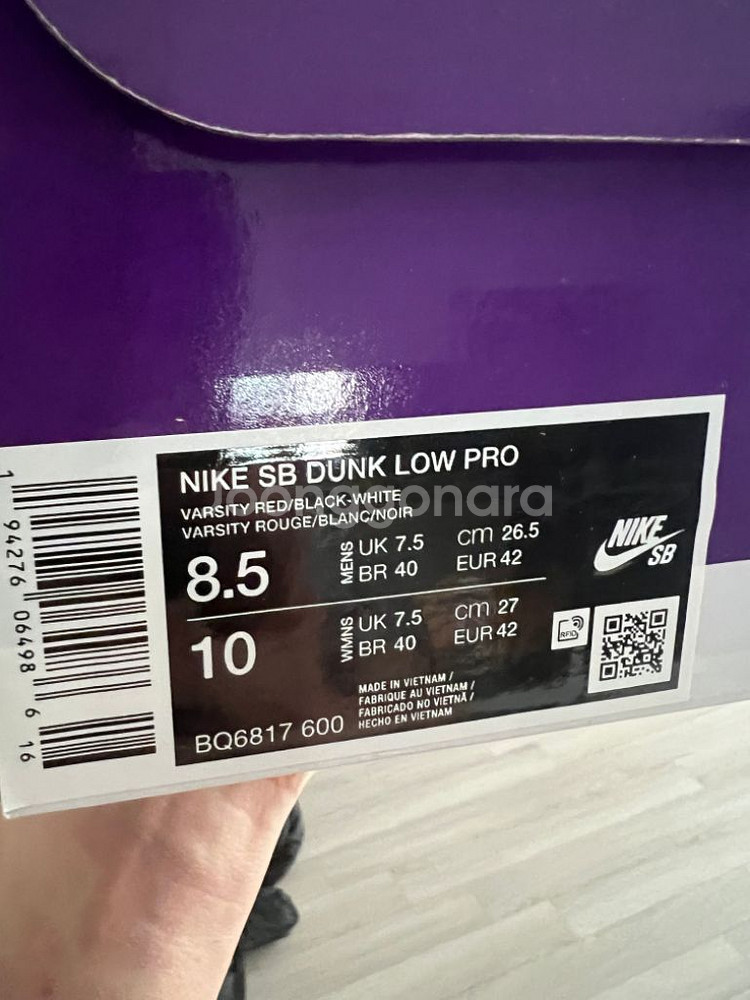 NIKE SB DUNK LOW PRO
VARSITY RED/BLACK-WHITE
VARSITY ROUGE/BLANC/NOIR
Joonggonara
8.5
MENS
UK 7.5
cm 26.5
BR 40
EUR 42
10
WMNS
UK 7.5
cm 27
BR 40
EUR 42
NIKE
SB
RFID
BQ6817 600
MADE IN VIETNAM /
FABRIQUE AU VIETNAM /
FABRICADO NO VIETNÃ /
HECHO EN VIETNAM
1 94276 06498 6 16